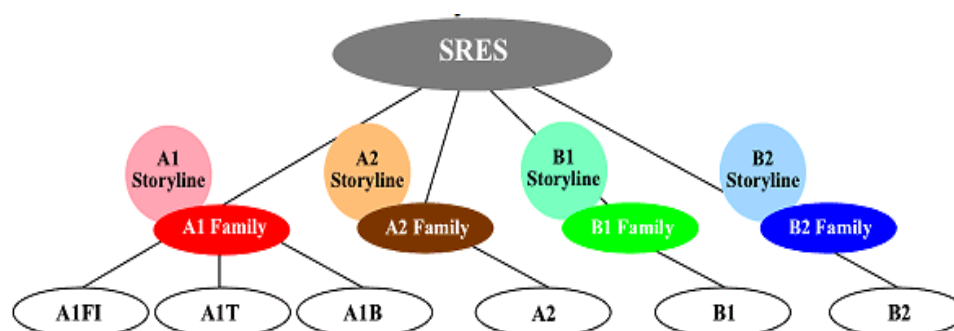 SRES
A1
Storyline
A2
Storyline
B1
Storyline
B2
Storyline
A1 Family
A2 Family
B1 Family
B2 Family
A1FI
A1T
A1B
A2
B1
B2